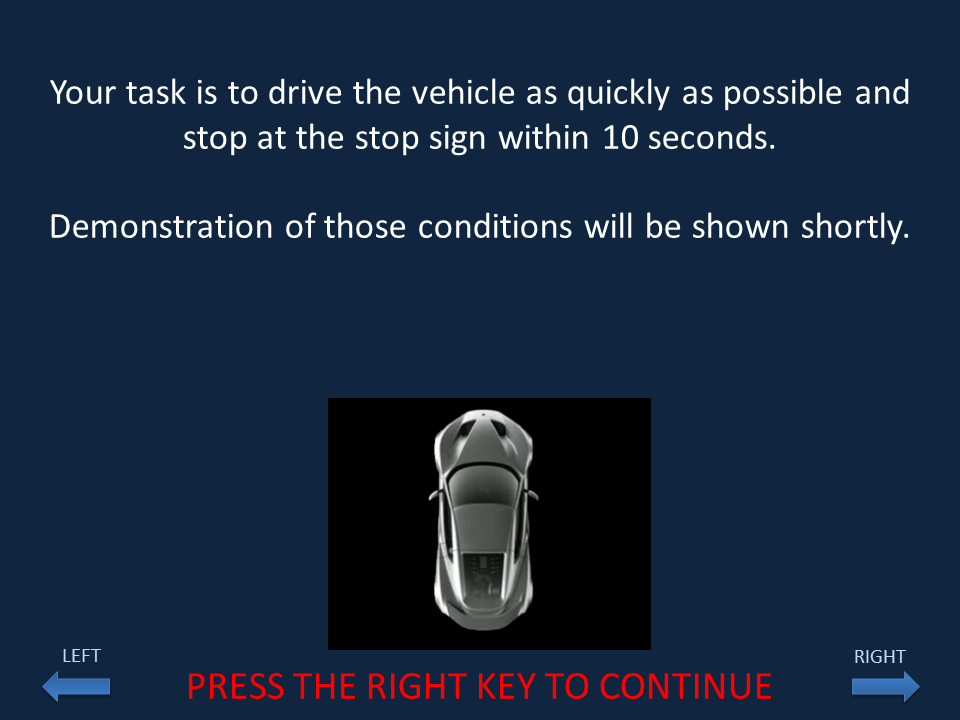 Your task is to drive the vehicle as quickly as possible and
stop at the stop sign within 10 seconds.
Demonstration of those conditions will be shown shortly.
LEFT
RIGHT
PRESS THE RIGHT KEY TO CONTINUE